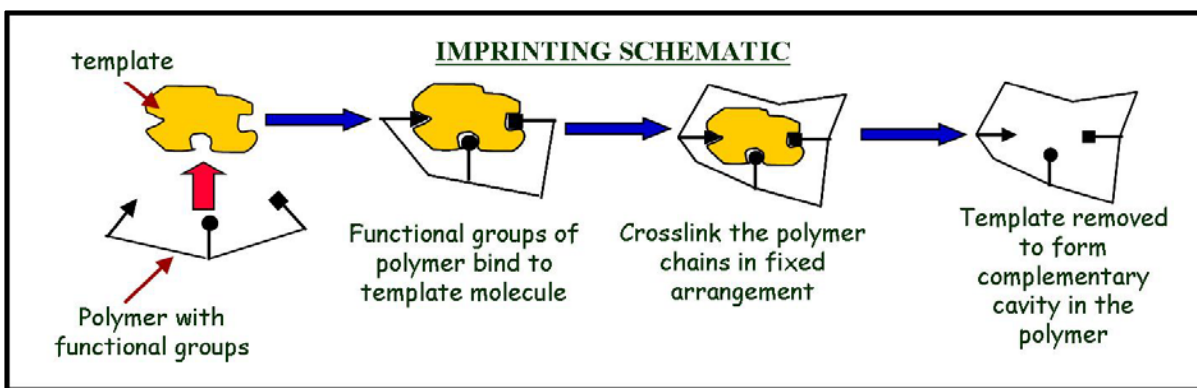 IMPRINTING SCHEMATIC
template
Polymer with
functional groups
Functional groups of
polymer bind to
template molecule
Crosslink the polymer
chains in fixed
arrangement
Template removed
to form
complementary
cavity in the
polymer